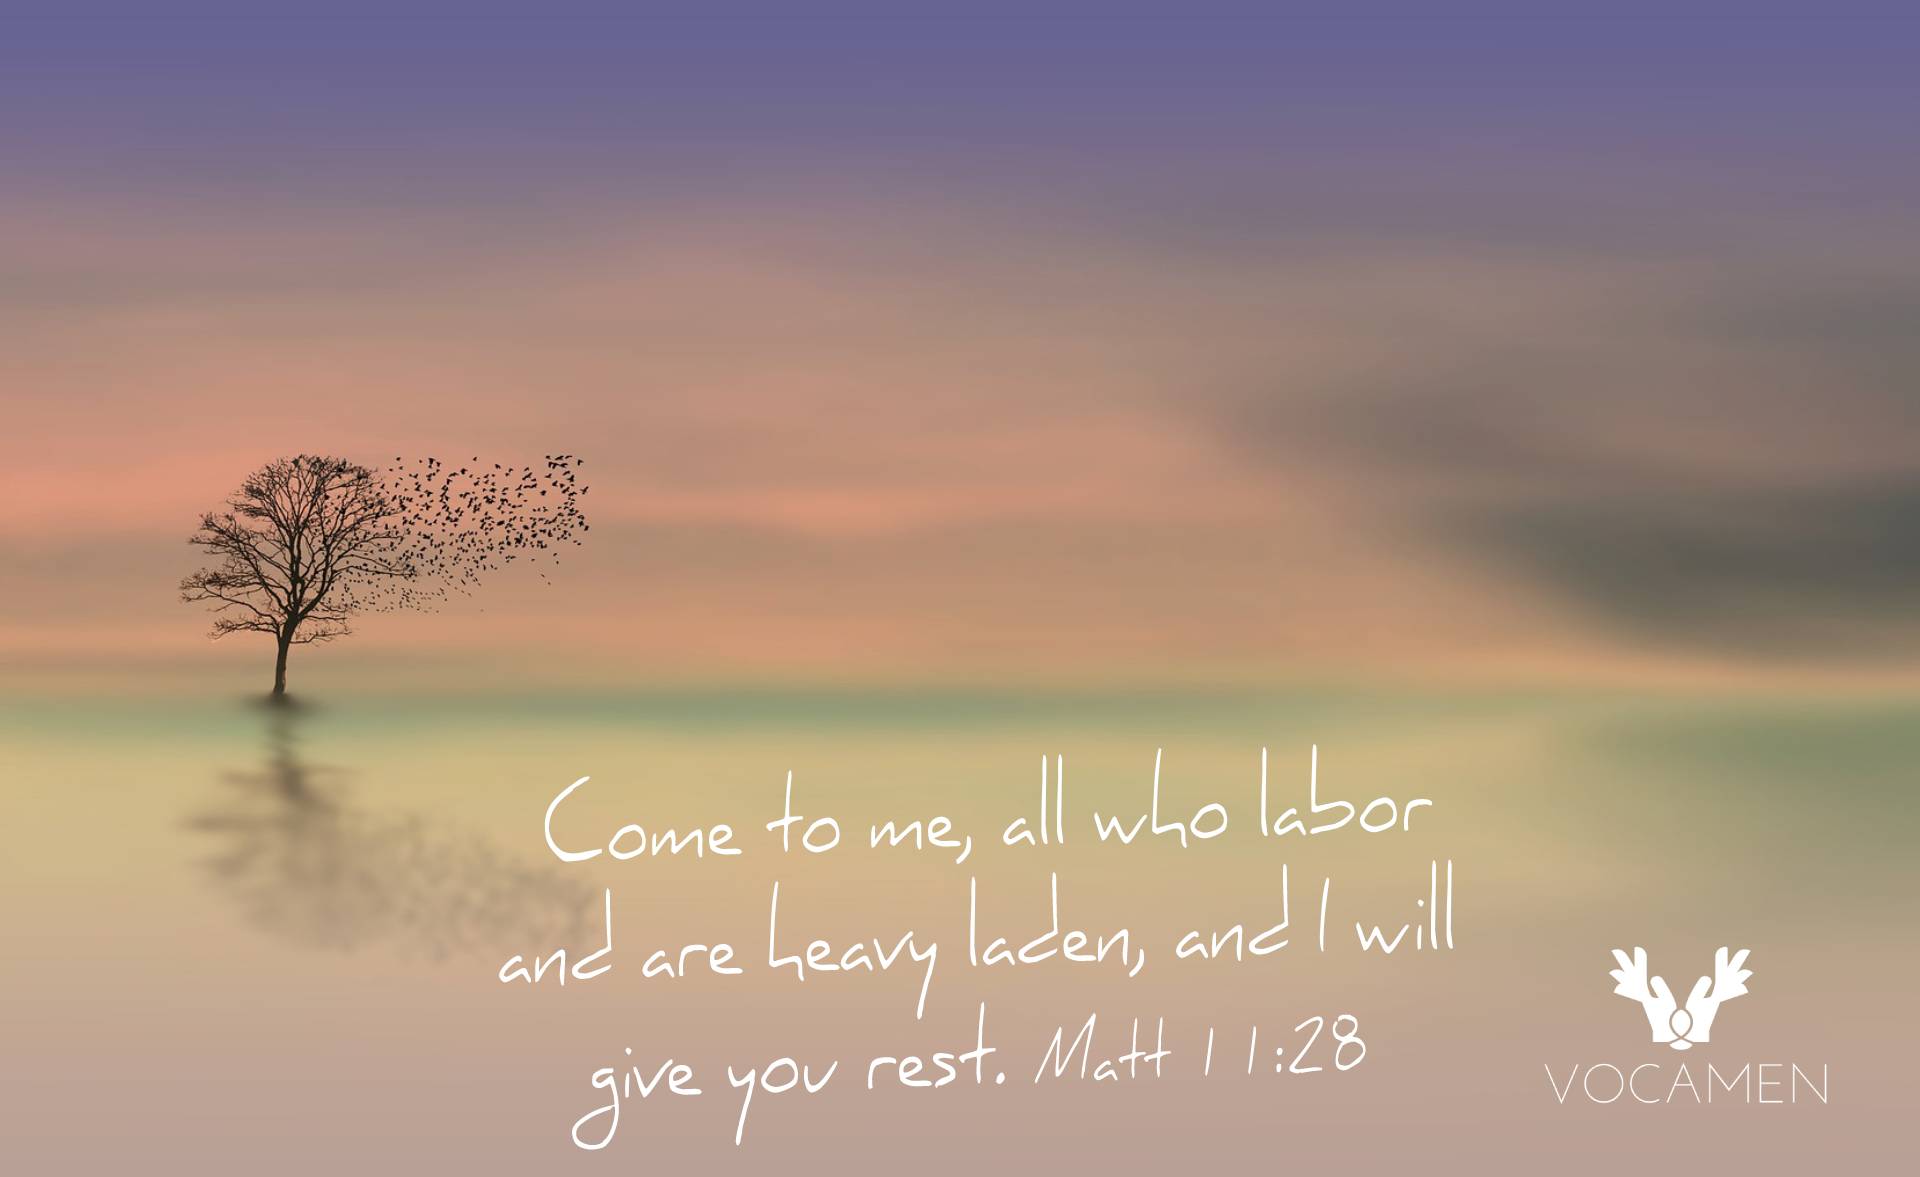 Come to me, all who labor
and are heavy laden, and I will
give you rest. Matt 11:28
VOCAMEN